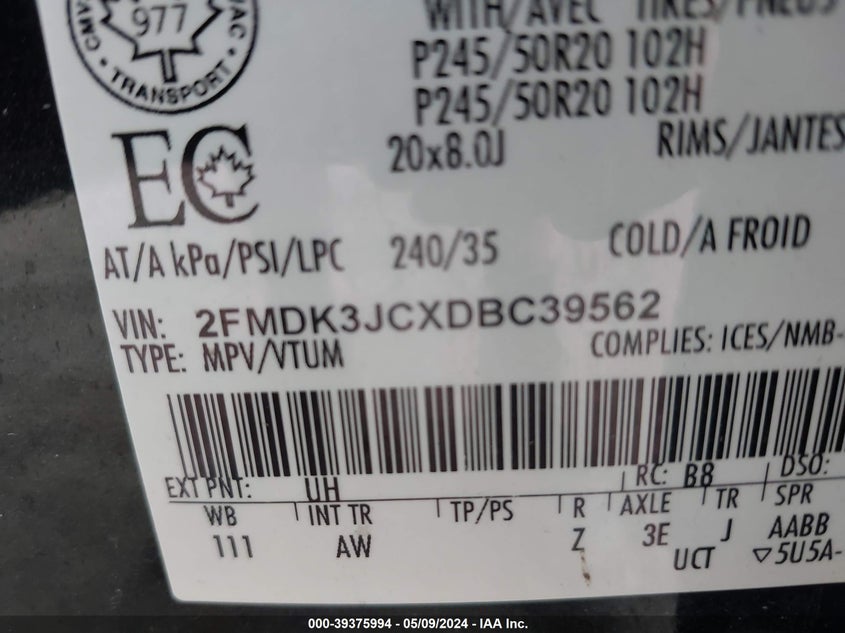 WITH/AVEC TIRES/PNEUS
977
CMVSS NSVAC
TRANSPORT
P245/50R20 102H
P245/50R20 102H
20x8.0J RIMS/JANTES
EC
AT/A kPa/PSI/LPC 240/35 COLD/A FROID
VIN: 2FMDK3JCXDBC39562
TYPE: MPV/VTUM COMPLIES: ICES/NMB-
EXT PNT: UH RC: B8 DSO:
WB INT TR TP/PS R AXLE TR SPR
111 AW Z 3E J AABB
UCT ▽5U5A-
000-39375994 — 05/09/2024 — IAA Inc.